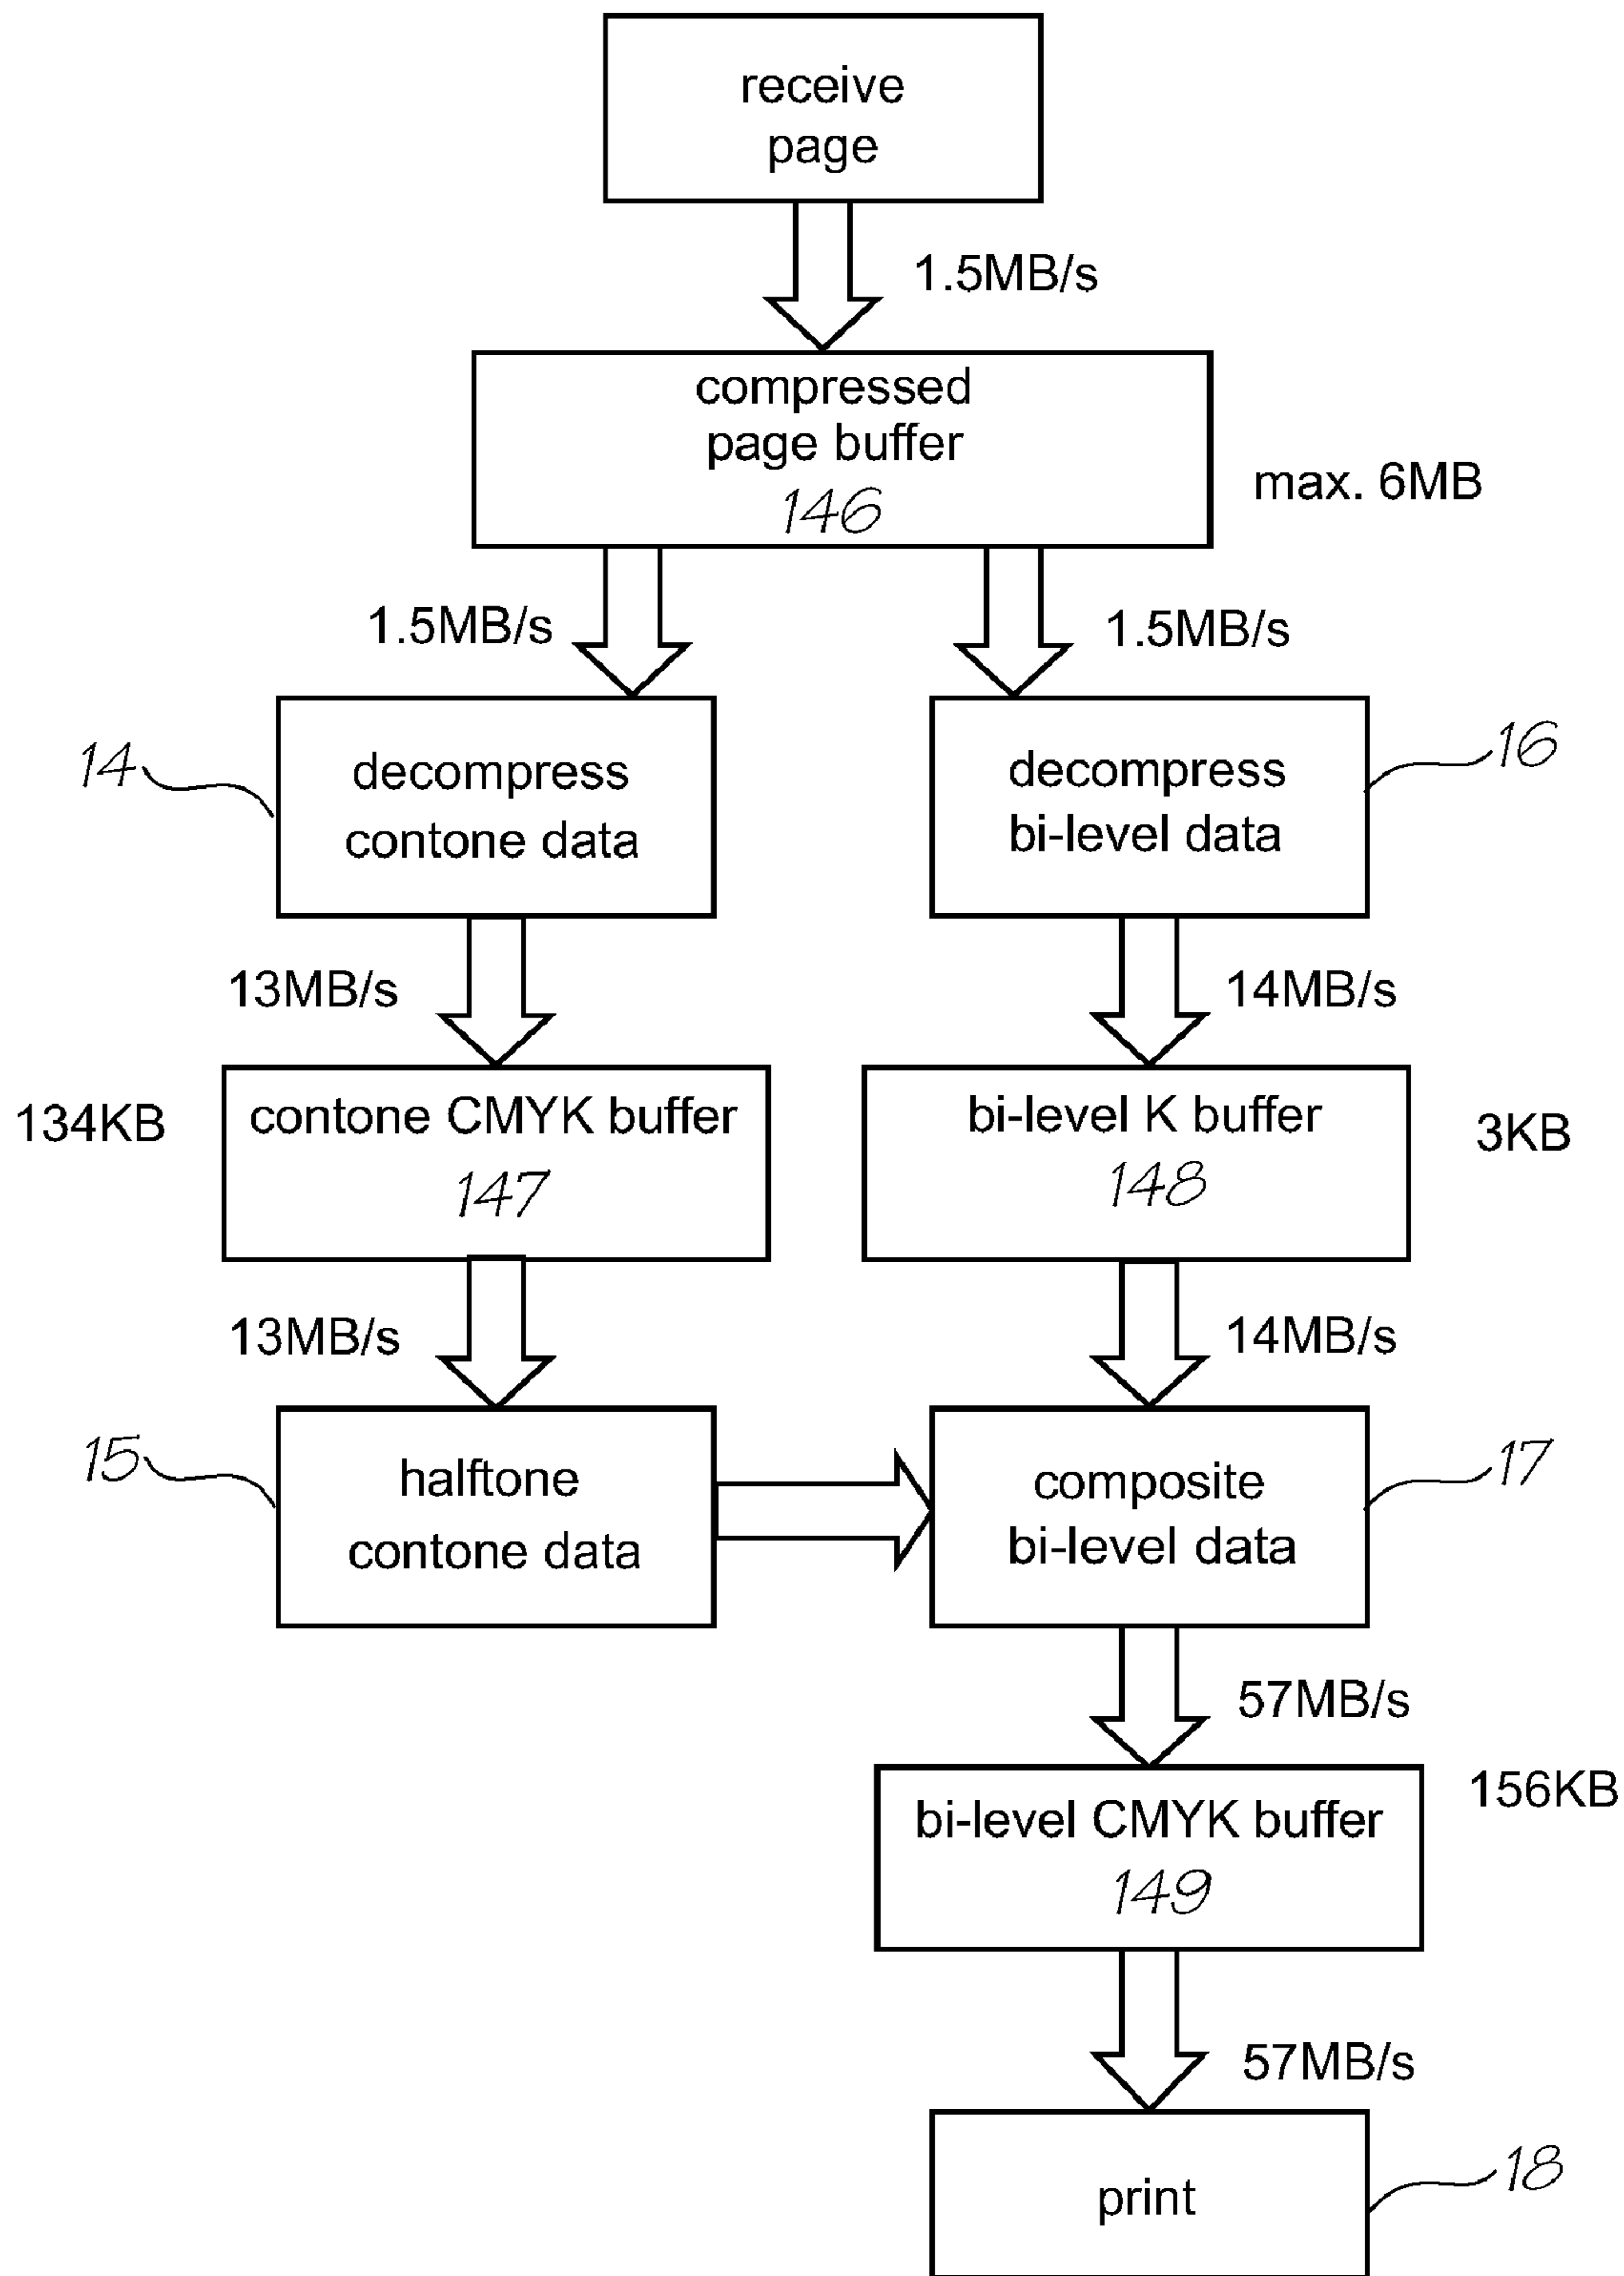 receive
page
1.5MB/s
compressed
page buffer
146
max. 6MB
1.5MB/s
1.5MB/s
14
decompress
contone data
decompress
bi-level data
16
13MB/s
14MB/s
134KB
contone CMYK buffer
147
bi-level K buffer
148
3KB
13MB/s
14MB/s
15
halftone
contone data
composite
bi-level data
17
57MB/s
bi-level CMYK buffer
149
156KB
57MB/s
print
18